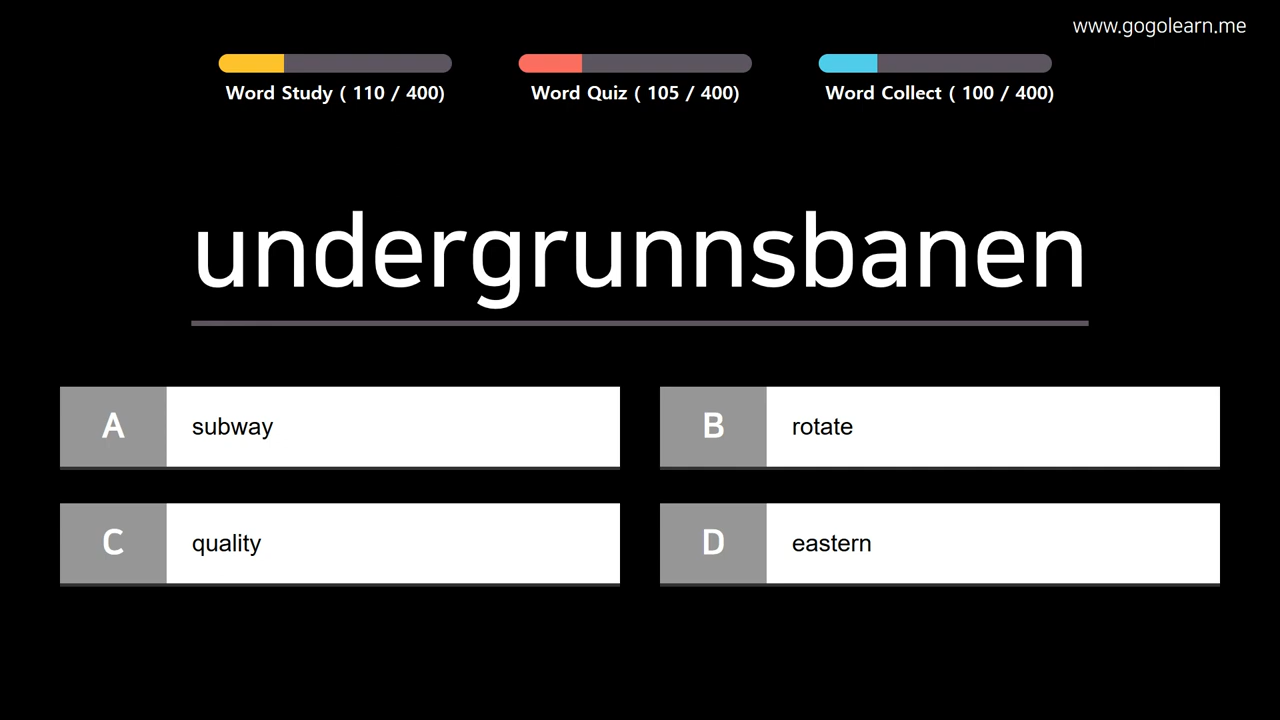 www.gogolearn.me
Word Study ( 110 / 400)
Word Quiz ( 105 / 400)
Word Collect ( 100 / 400)
undergrunnsbanen
A subway
B rotate
C quality
D eastern